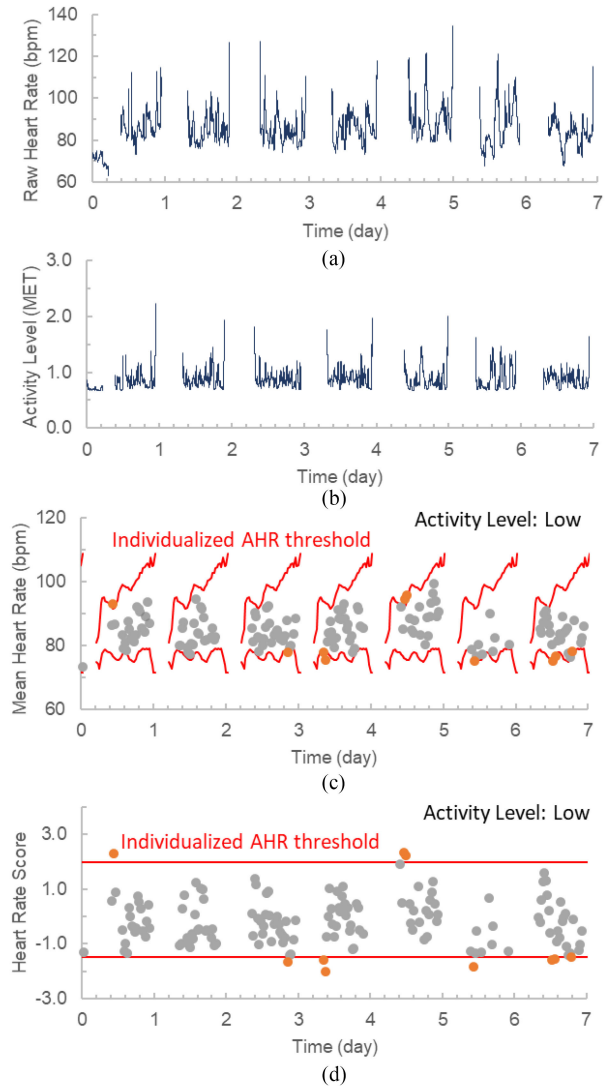 140
120
100
80
60
Raw Heart Rate (bpm)
0 1 2 3 4 5 6 7
Time (day)
(a)
3.0
2.0
1.0
0.0
Activity Level (MET)
0 1 2 3 4 5 6 7
Time (day)
(b)
Activity Level: Low
Individualized AHR threshold
120
100
80
60
Mean Heart Rate (bpm)
0 1 2 3 4 5 6 7
Time (day)
(c)
Activity Level: Low
Individualized AHR threshold
3.0
1.0
-1.0
-3.0
Heart Rate Score
0 1 2 3 4 5 6 7
Time (day)
(d)